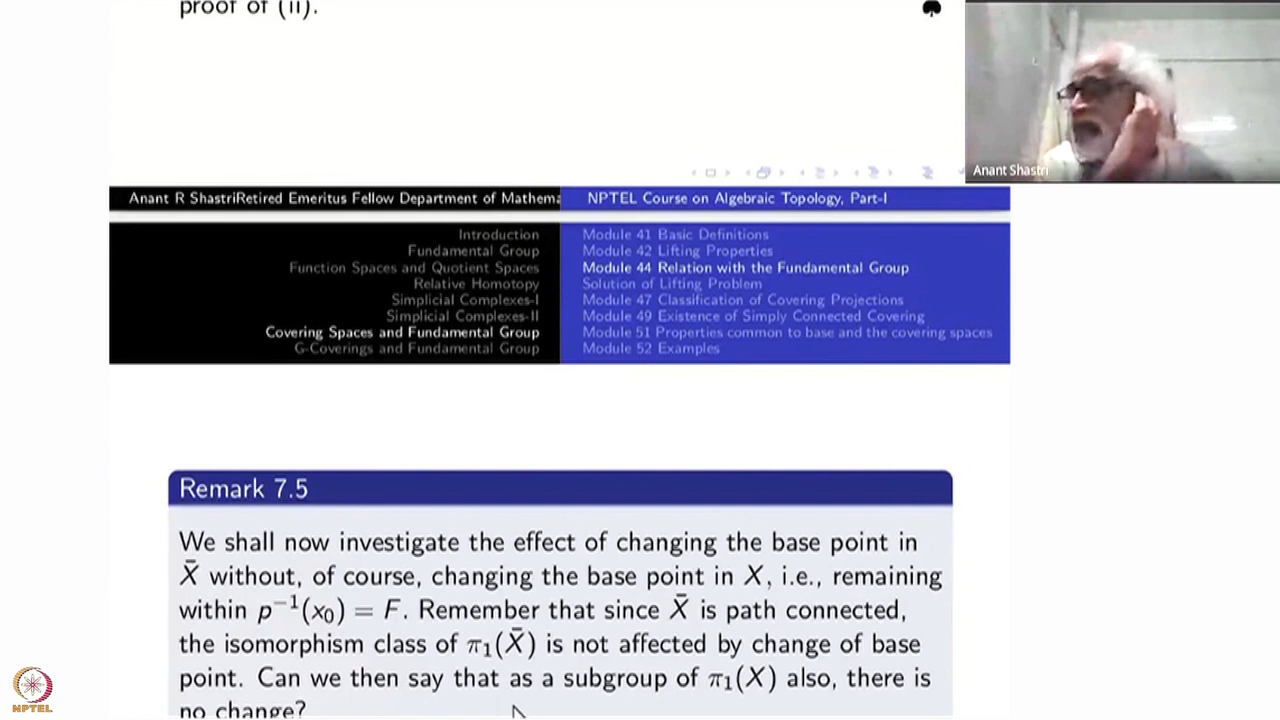 proof of (ii).
Anant Shastri
Anant R ShastriRetired Emeritus Fellow Department of Mathema
NPTEL Course on Algebraic Topology, Part-I
Introduction
Fundamental Group
Function Spaces and Quotient Spaces
Relative Homotopy
Simplicial Complexes-I
Simplicial Complexes-II
Covering Spaces and Fundamental Group
G-Coverings and Fundamental Group
Module 41 Basic Definitions
Module 42 Lifting Properties
Module 44 Relation with the Fundamental Group
Solution of Lifting Problem
Module 47 Classification of Covering Projections
Module 49 Existence of Simply Connected Covering
Module 51 Properties common to base and the covering spaces
Module 52 Examples
Remark 7.5
We shall now investigate the effect of changing the base point in
X̄ without, of course, changing the base point in X, i.e., remaining
within p⁻¹(x₀) = F. Remember that since X̄ is path connected,
the isomorphism class of π₁(X̄) is not affected by change of base
point. Can we then say that as a subgroup of π₁(X) also, there is
no change?
NPTEL